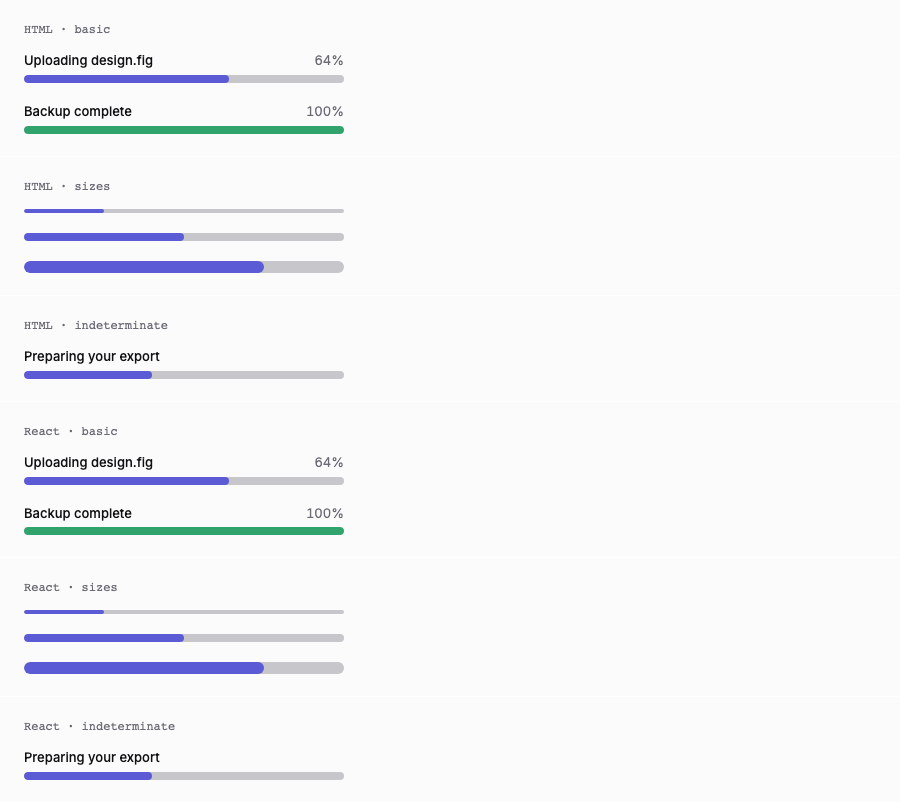 HTML · basic
Uploading design.fig 64%
Backup complete 100%
HTML · sizes
HTML · indeterminate
Preparing your export
React · basic
Uploading design.fig 64%
Backup complete 100%
React · sizes
React · indeterminate
Preparing your export